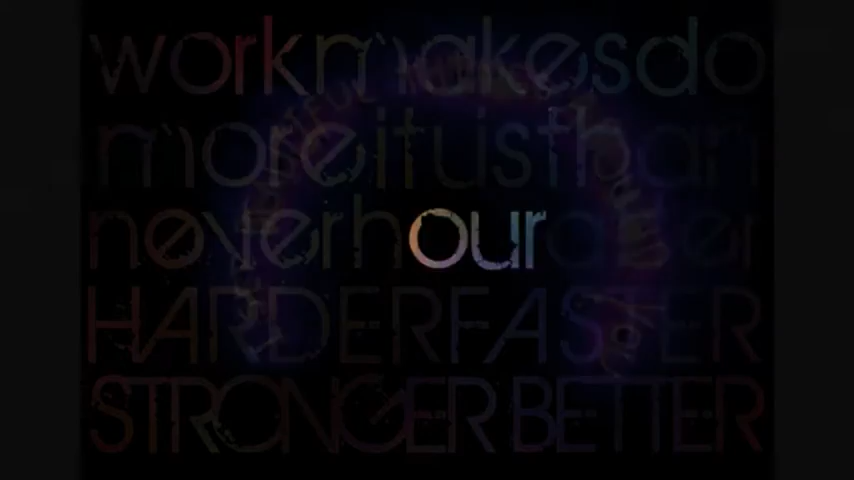 workmakesdo
moreitusthan
neverhourafter
HARDERFASTER
STRONGER BETTER